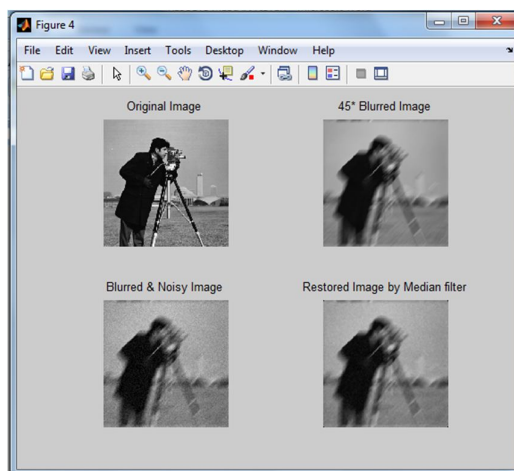 Figure 4
File Edit View Insert Tools Desktop Window Help
Original Image
45* Blurred Image
Blurred & Noisy Image
Restored Image by Median filter